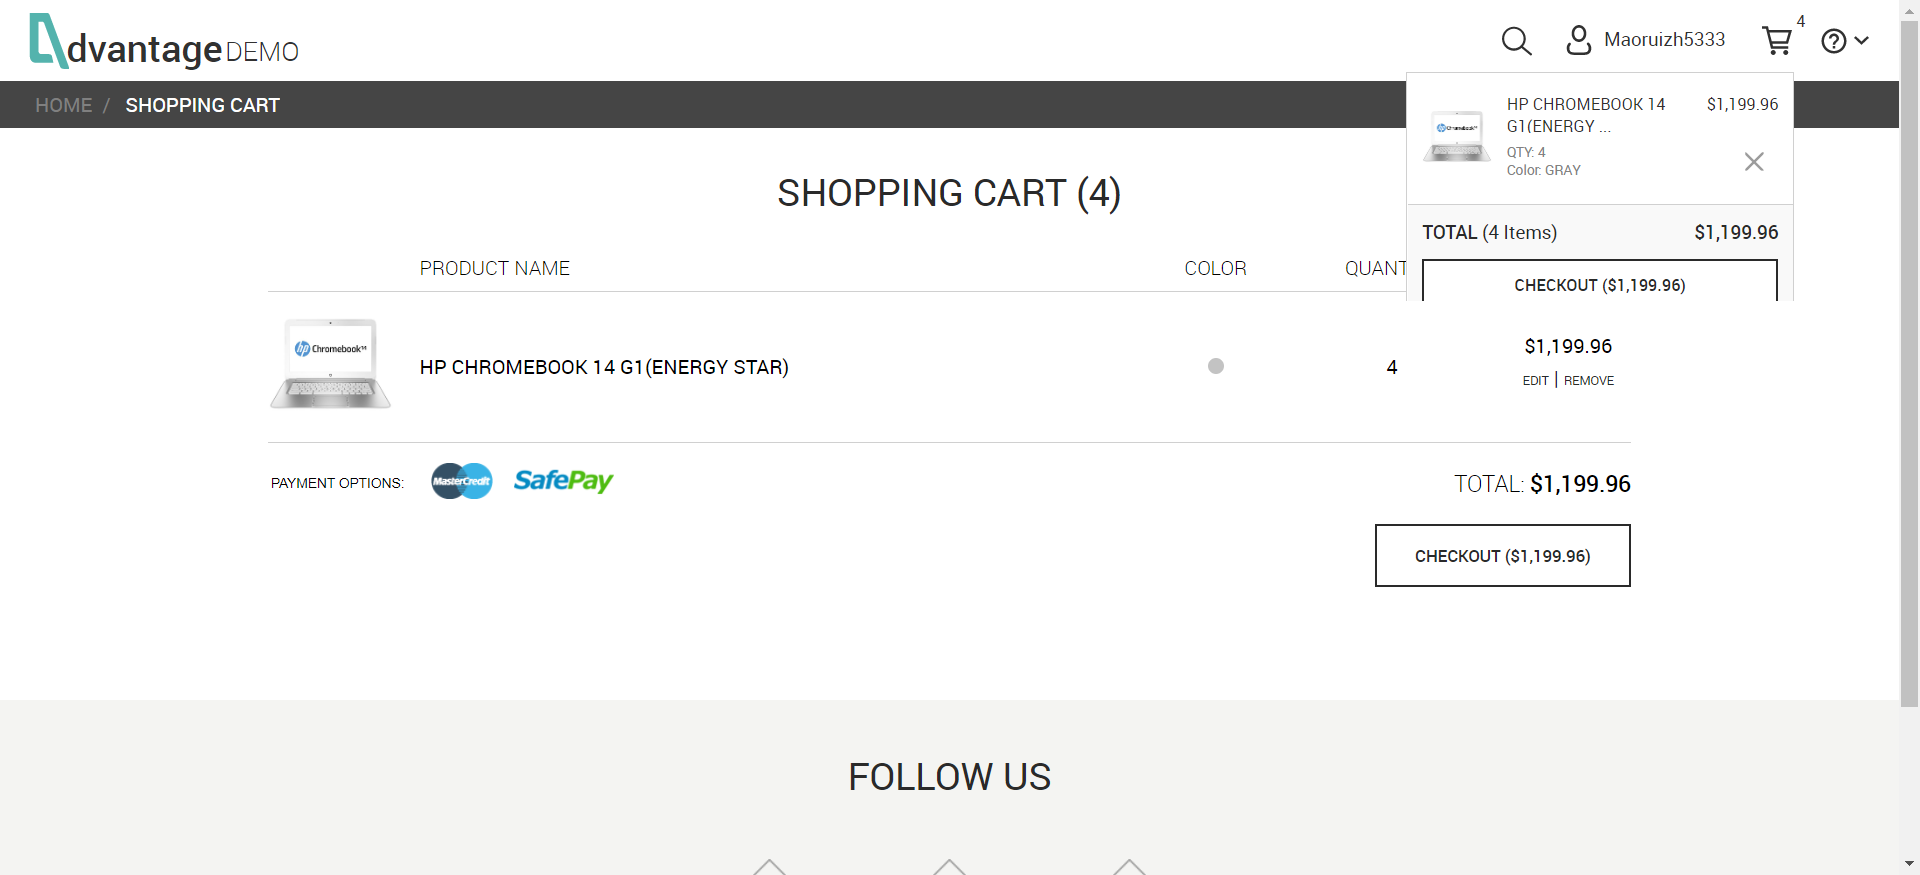 dvantage DEMO
Maoruizh5333
4
HOME / SHOPPING CART
HP CHROMEBOOK 14
G1(ENERGY ...
$1,199.96
QTY: 4
Color: GRAY
TOTAL (4 Items)
$1,199.96
CHECKOUT ($1,199.96)
SHOPPING CART (4)
PRODUCT NAME
COLOR
QUANT
hp Chromebook14
HP CHROMEBOOK 14 G1(ENERGY STAR)
4
$1,199.96
EDIT | REMOVE
PAYMENT OPTIONS:
MasterCredit
SafePay
TOTAL: $1,199.96
CHECKOUT ($1,199.96)
FOLLOW US